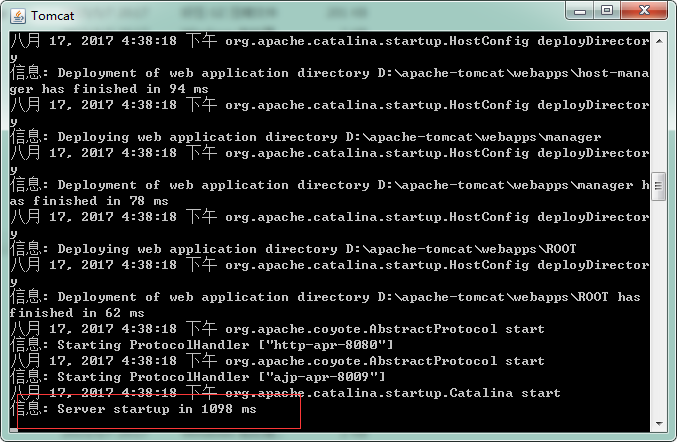 Tomcat
八月 17, 2017 4:38:18 下午 org.apache.catalina.startup.HostConfig deployDirector
y
信息: Deployment of web application directory D:\apache-tomcat\webapps\host-mana
ger has finished in 94 ms
八月 17, 2017 4:38:18 下午 org.apache.catalina.startup.HostConfig deployDirector
y
信息: Deploying web application directory D:\apache-tomcat\webapps\manager
八月 17, 2017 4:38:18 下午 org.apache.catalina.startup.HostConfig deployDirector
y
信息: Deployment of web application directory D:\apache-tomcat\webapps\manager h
as finished in 78 ms
八月 17, 2017 4:38:18 下午 org.apache.catalina.startup.HostConfig deployDirector
y
信息: Deploying web application directory D:\apache-tomcat\webapps\ROOT
八月 17, 2017 4:38:18 下午 org.apache.catalina.startup.HostConfig deployDirector
y
信息: Deployment of web application directory D:\apache-tomcat\webapps\ROOT has
finished in 62 ms
八月 17, 2017 4:38:18 下午 org.apache.coyote.AbstractProtocol start
信息: Starting ProtocolHandler ["http-apr-8080"]
八月 17, 2017 4:38:18 下午 org.apache.coyote.AbstractProtocol start
信息: Starting ProtocolHandler ["ajp-apr-8009"]
八月 17, 2017 4:38:18 下午 org.apache.catalina.startup.Catalina start
信息: Server startup in 1098 ms